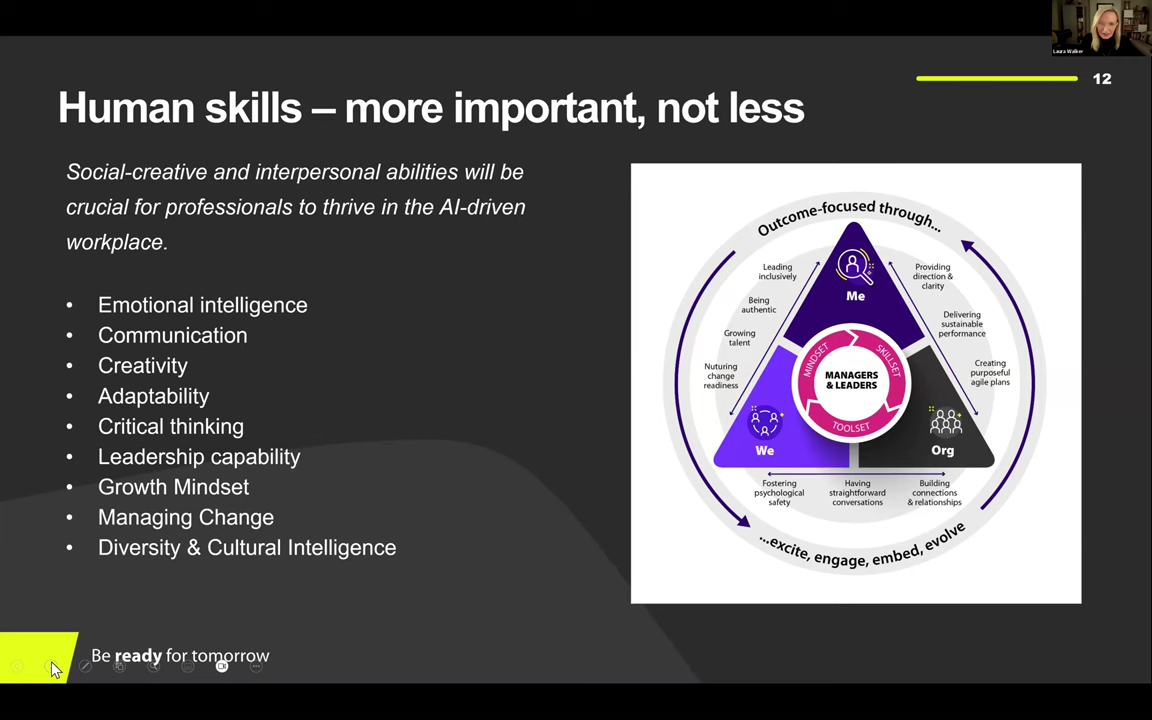 Laura Walker
12
Human skills – more important, not less
Social-creative and interpersonal abilities will be
crucial for professionals to thrive in the AI-driven
workplace.
• Emotional intelligence
• Communication
• Creativity
• Adaptability
• Critical thinking
• Leadership capability
• Growth Mindset
• Managing Change
• Diversity & Cultural Intelligence
Outcome-focused through...
Leading
inclusively
Being
authentic
Growing
talent
Nuturing
change
readiness
Me
Providing
direction &
clarity
Delivering
sustainable
performance
Creating
purposeful
agile plans
MINDSET
SKILLSET
TOOLSET
MANAGERS
& LEADERS
We
Org
Fostering
psychological
safety
Having
straightforward
conversations
Building
connections
& relationships
...excite, engage, embed, evolve
Be ready for tomorrow